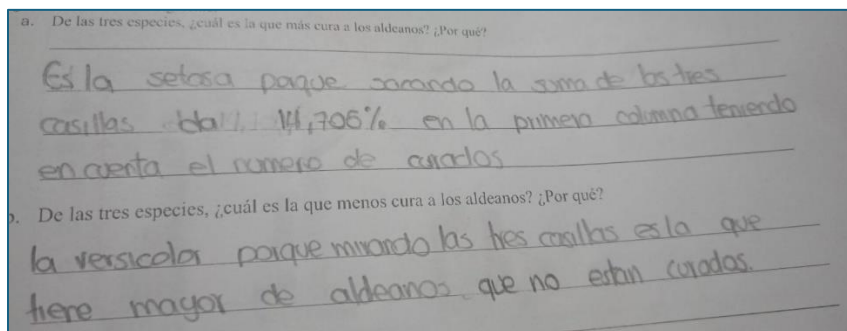 a. De las tres especies, ¿cuál es la que más cura a los aldeanos? ¿Por qué?
Es la setosa porque sacando la suma de las tres
casillas da 14,705% en la primera columna teniendo
en cuenta el numero de curados
b. De las tres especies, ¿cuál es la que menos cura a los aldeanos? ¿Por qué?
la versicolor porque mirando las tres casillas es la que
tiene mayor de aldeanos que no estan curados.